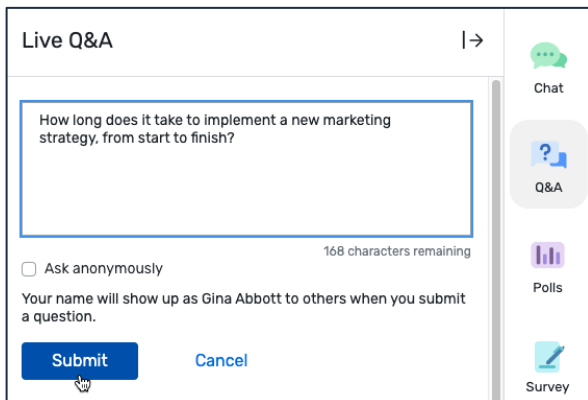 Live Q&A
How long does it take to implement a new marketing
strategy, from start to finish?
168 characters remaining
Ask anonymously
Your name will show up as Gina Abbott to others when you submit
a question.
Submit
Cancel
Chat
Q&A
Polls
Survey